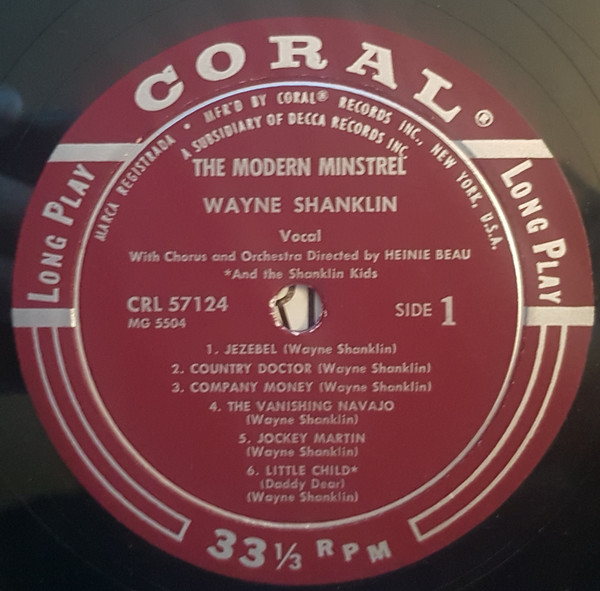 CORAL®
MARCA REGISTRADA • MFR'D BY CORAL® RECORDS INC., NEW YORK, U.S.A.
A SUBSIDIARY OF DECCA RECORDS INC.
LONG PLAY
LONG PLAY
THE MODERN MINSTREL
WAYNE SHANKLIN
Vocal
With Chorus and Orchestra Directed by HEINIE BEAU
*And the Shanklin Kids
CRL 57124
MG 5504
SIDE 1
1. JEZEBEL (Wayne Shanklin)
2. COUNTRY DOCTOR (Wayne Shanklin)
3. COMPANY MONEY (Wayne Shanklin)
4. THE VANISHING NAVAJO
(Wayne Shanklin)
5. JOCKEY MARTIN
(Wayne Shanklin)
6. LITTLE CHILD*
(Daddy Dear)
(Wayne Shanklin)
33 1/3 RPM